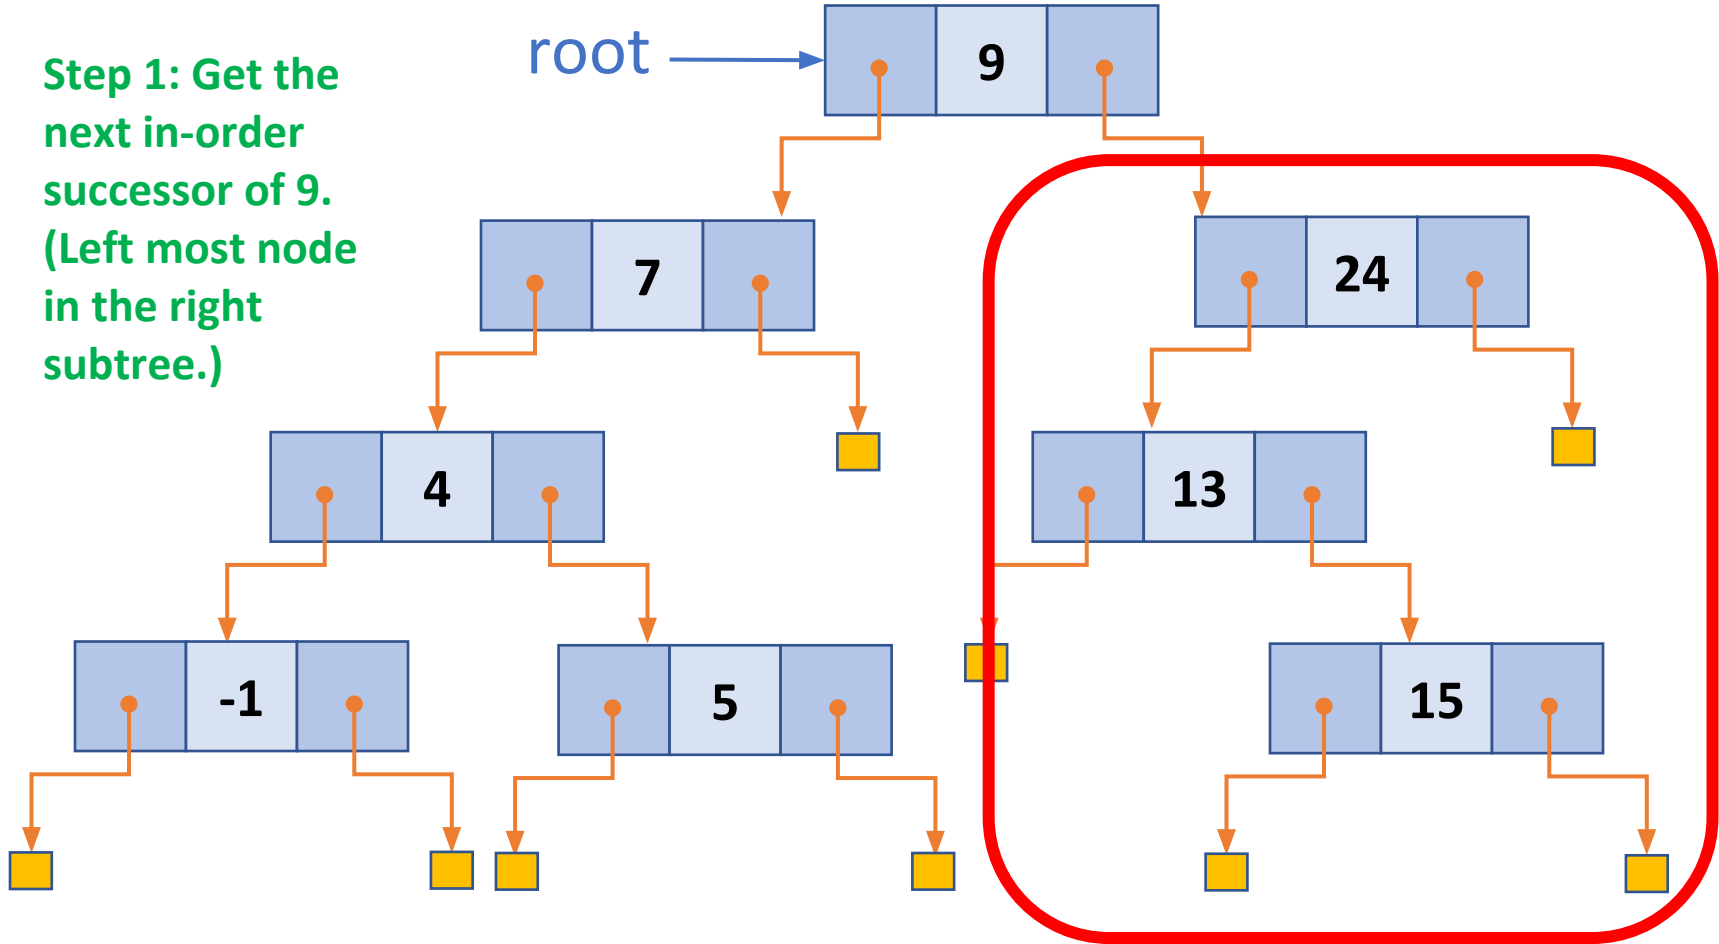 Step 1: Get the
next in-order
successor of 9.
(Left most node
in the right
subtree.)
root
9
7
24
4
13
-1
5
15